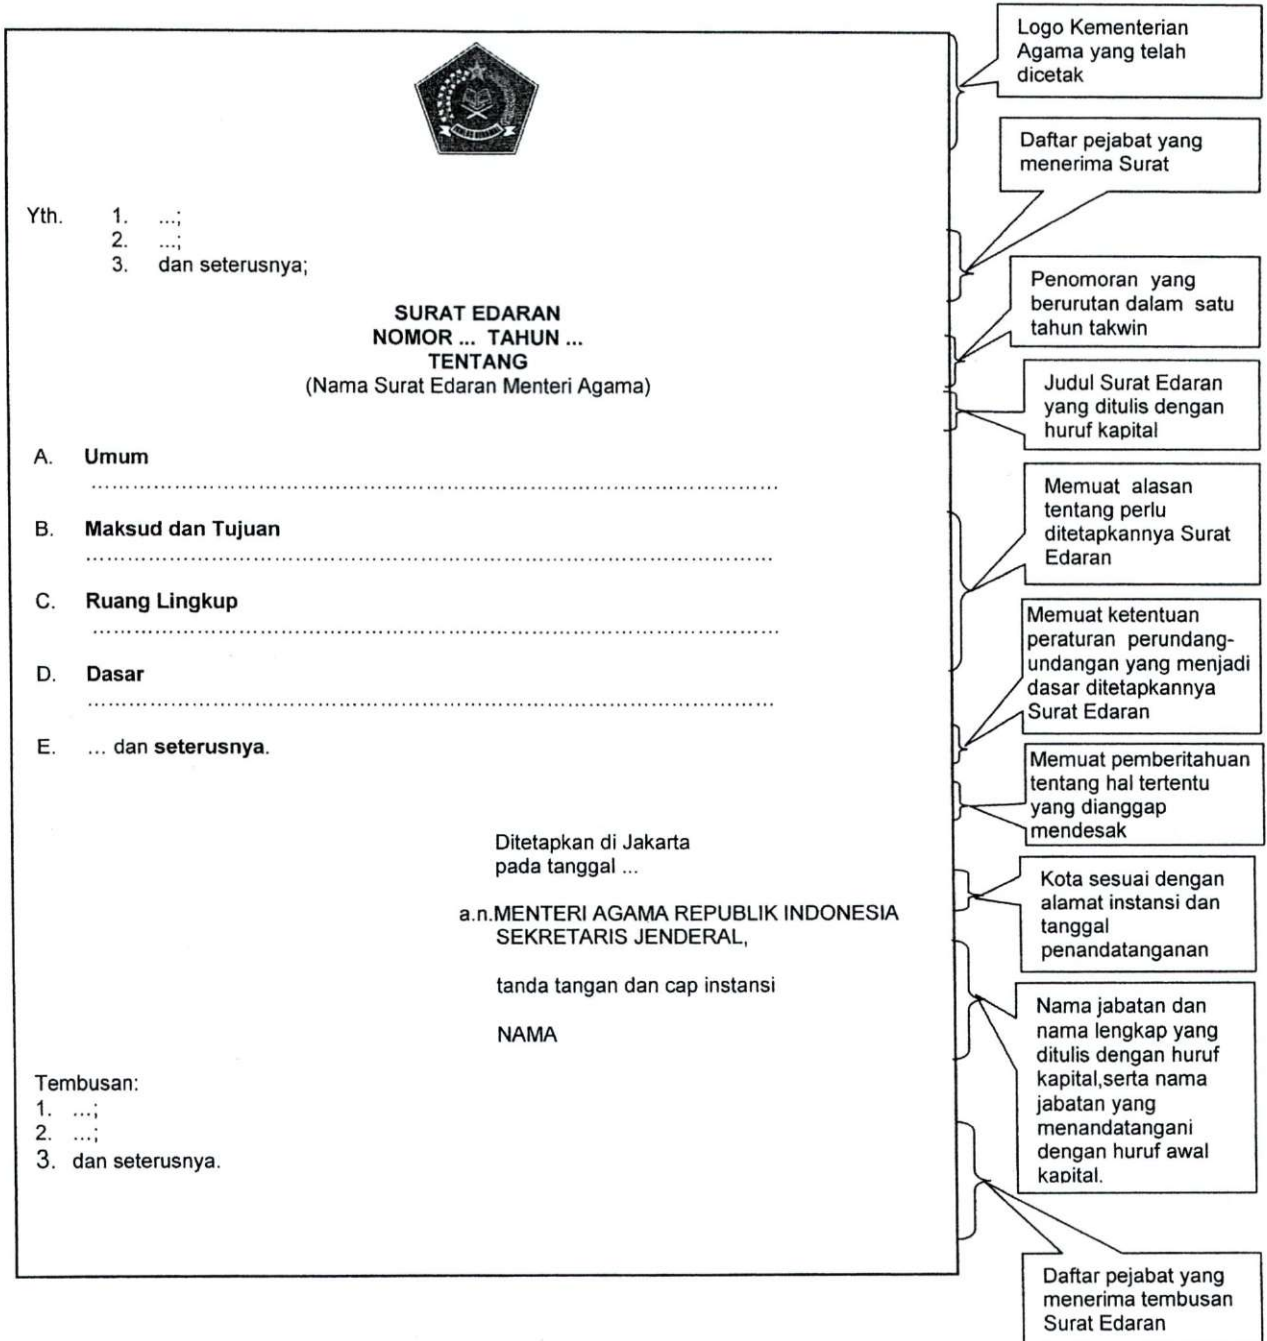 Logo Kementerian
Agama yang telah
dicetak
Daftar pejabat yang
menerima Surat
Yth. 1. ...;
2. ...;
3. dan seterusnya;
Penomoran yang
berurutan dalam satu
tahun takwin
SURAT EDARAN
NOMOR ... TAHUN ...
TENTANG
(Nama Surat Edaran Menteri Agama)
Judul Surat Edaran
yang ditulis dengan
huruf kapital
A. Umum
................................................................................
Memuat alasan
tentang perlu
ditetapkannya Surat
Edaran
B. Maksud dan Tujuan
................................................................................
C. Ruang Lingkup
................................................................................
Memuat ketentuan
peraturan perundang-
undangan yang menjadi
dasar ditetapkannya
Surat Edaran
D. Dasar
................................................................................
E. ... dan seterusnya.
Memuat pemberitahuan
tentang hal tertentu
yang dianggap
mendesak
Ditetapkan di Jakarta
pada tanggal ...
Kota sesuai dengan
alamat instansi dan
tanggal
penandatanganan
a.n.MENTERI AGAMA REPUBLIK INDONESIA
SEKRETARIS JENDERAL,
tanda tangan dan cap instansi
NAMA
Nama jabatan dan
nama lengkap yang
ditulis dengan huruf
kapital,serta nama
jabatan yang
menandatangani
dengan huruf awal
kapital.
Tembusan:
1. ...;
2. ...;
3. dan seterusnya.
Daftar pejabat yang
menerima tembusan
Surat Edaran